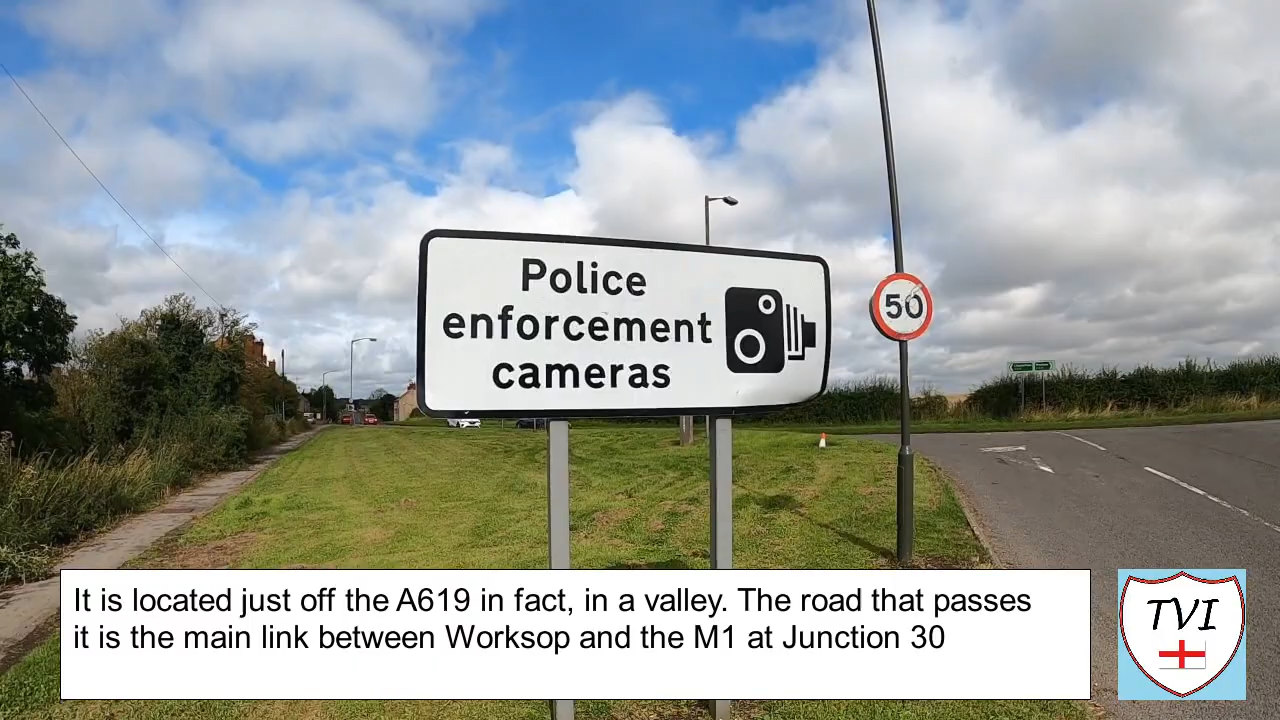 Police
enforcement
cameras
50
It is located just off the A619 in fact, in a valley. The road that passes
it is the main link between Worksop and the M1 at Junction 30
TVI